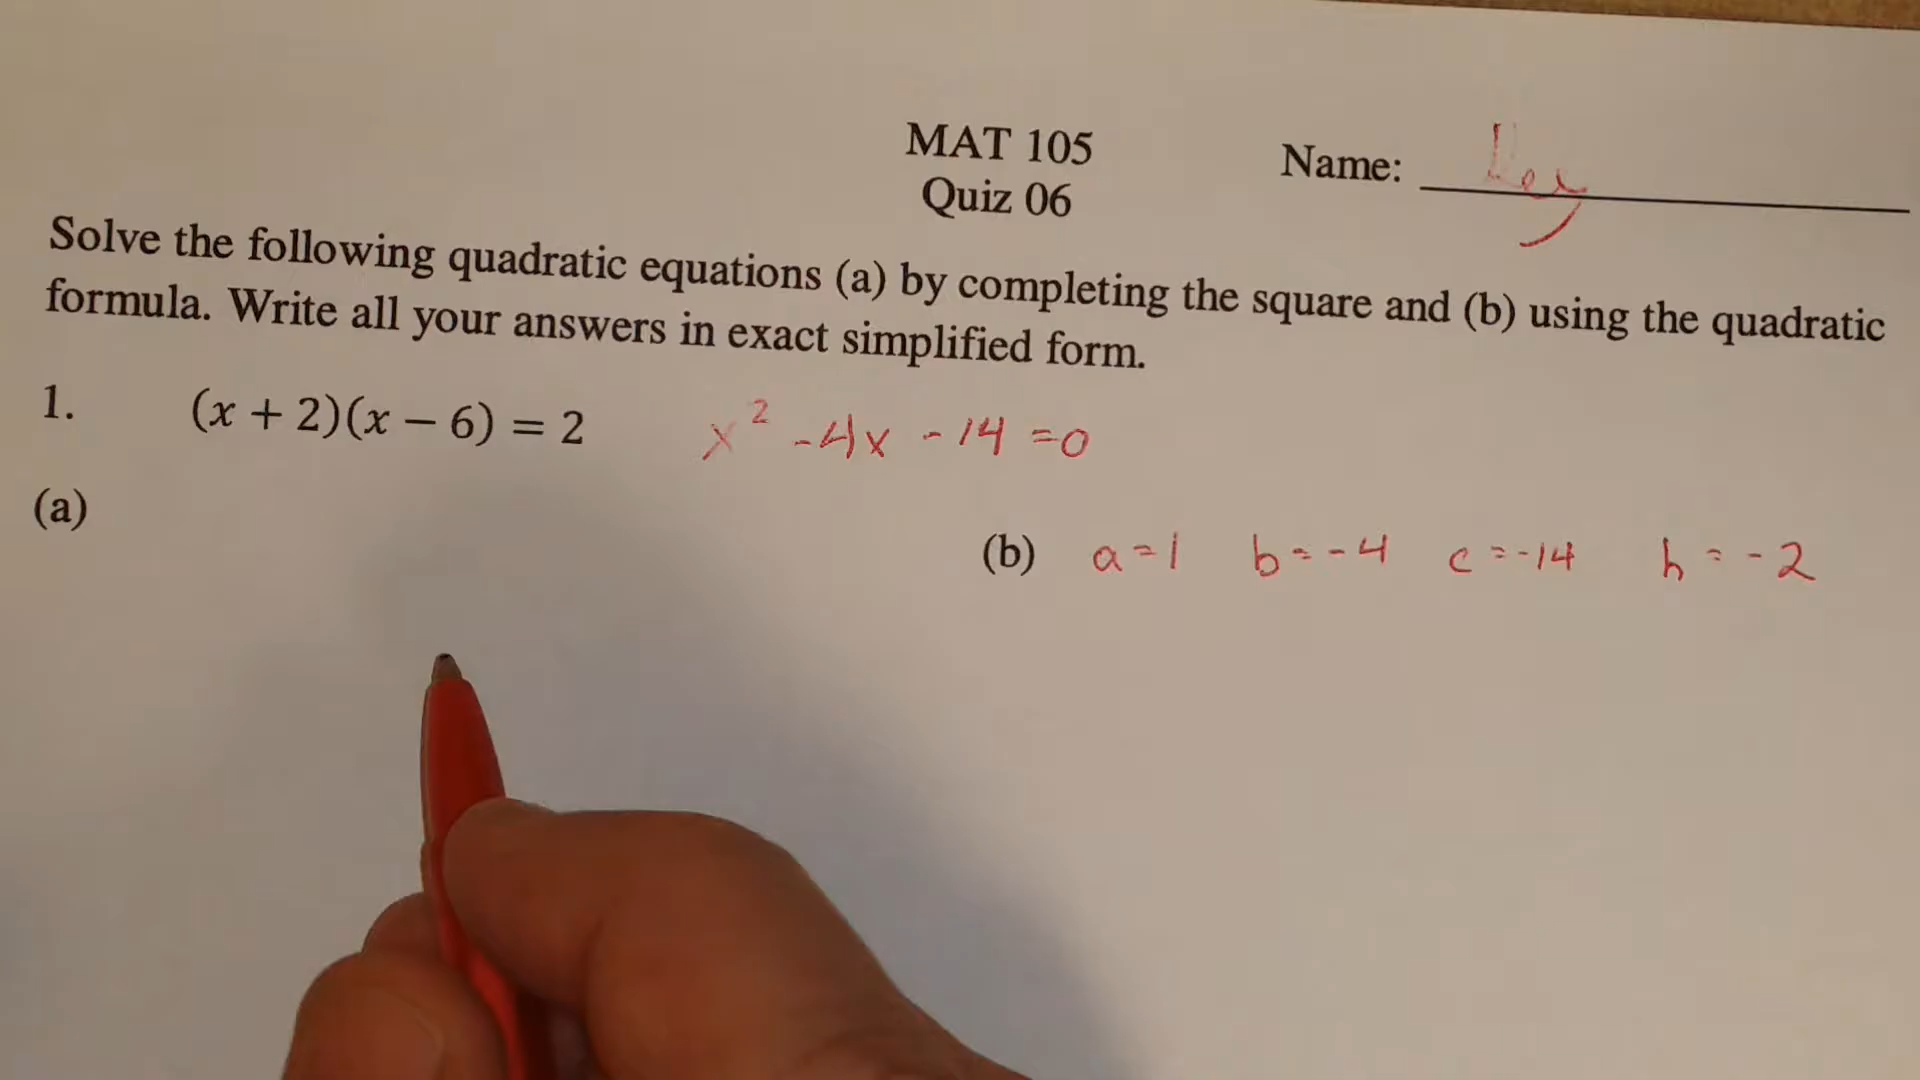 MAT 105
Quiz 06
Name: Key
Solve the following quadratic equations (a) by completing the square and (b) using the quadratic
formula. Write all your answers in exact simplified form.
1. (x + 2)(x − 6) = 2 x² -4x -14 =0
(a)
(b) a=1 b=-4 c=-14 h=-2